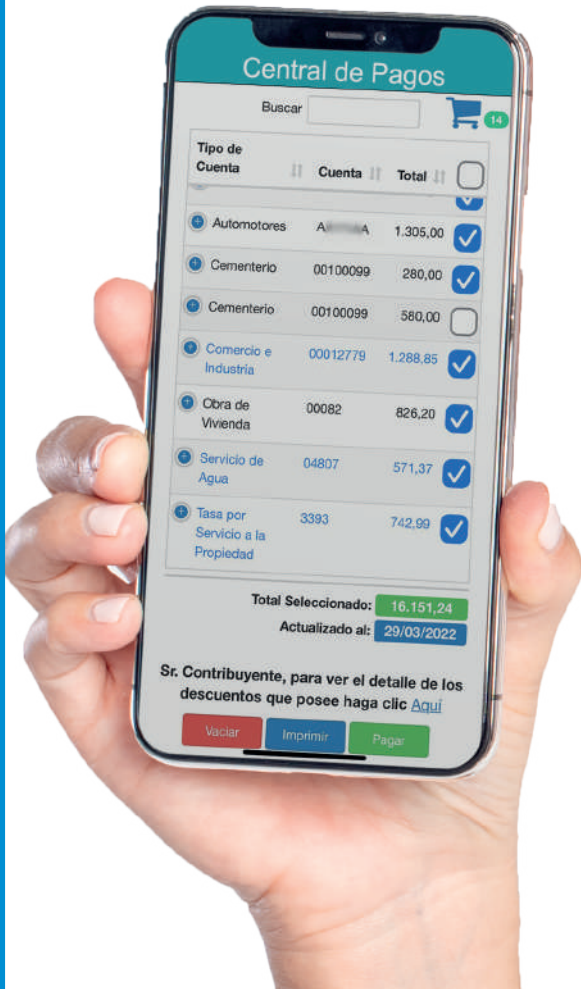 Central de Pagos
Buscar
14
Tipo de
Cuenta Cuenta Total
Automotores A A 1.305,00
Cementerio 00100099 280,00
Cementerio 00100099 580,00
Comercio e 00012779 1.288,85
Industria
Obra de 00082 826,20
Vivienda
Servicio de 04807 571,37
Agua
Tasa por 3393 742,99
Servicio a la
Propiedad
Total Seleccionado: 16.151,24
Actualizado al: 29/03/2022
Sr. Contribuyente, para ver el detalle de los
descuentos que posee haga clic Aquí
Vaciar Imprimir Pagar